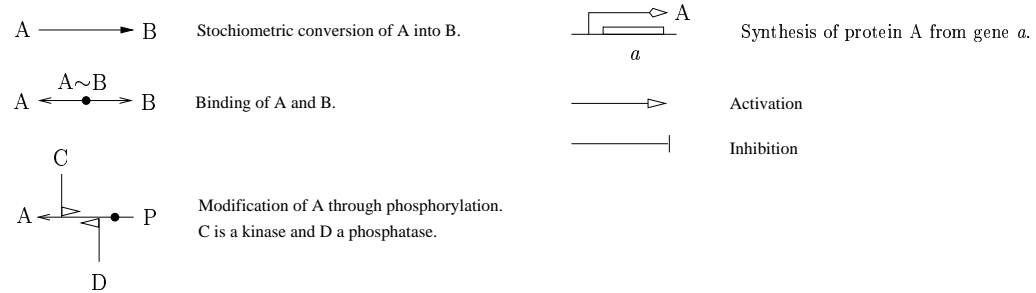 A B Stochiometric conversion of A into B.
A∼B
A B Binding of A and B.
C
A P Modification of A through phosphorylation.
C is a kinase and D a phosphatase.
D
A
Synthesis of protein A from gene a.
a
Activation
Inhibition